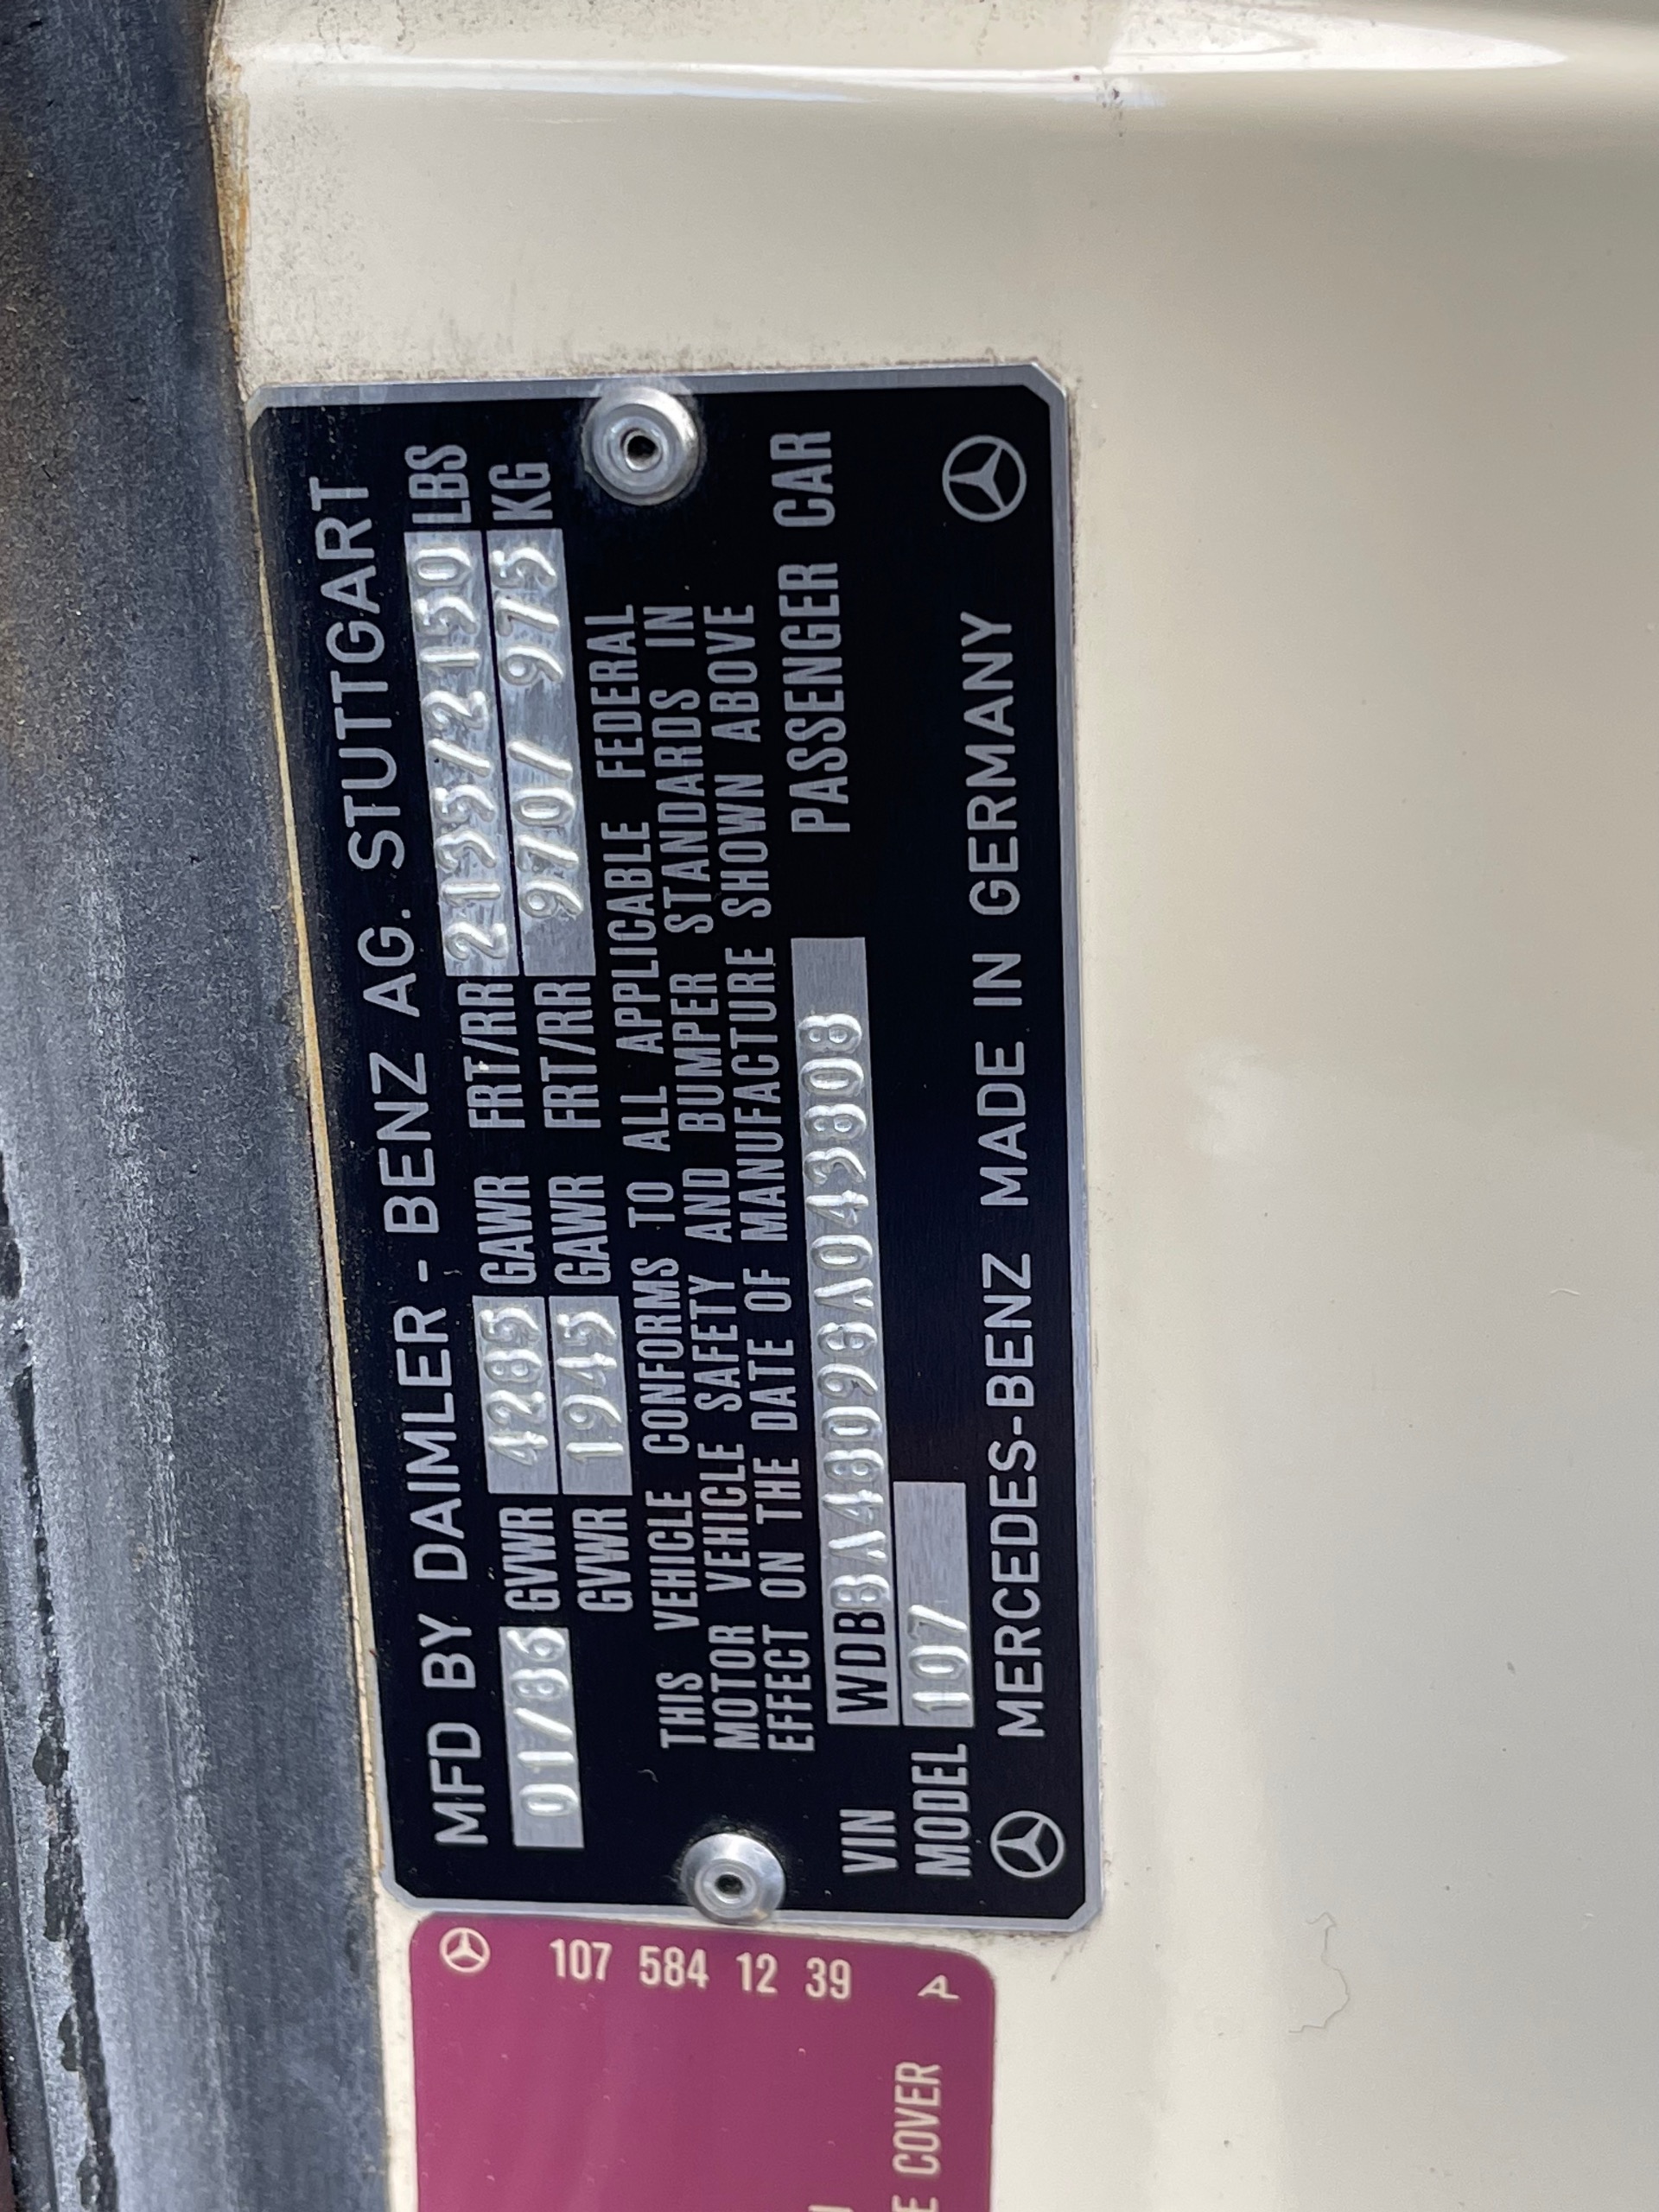 MFD BY DAIMLER - BENZ AG. STUTTGART
01/86 GVWR 4285 GAWR FRT/RR 2135/2150 LBS
GVWR 1945 GAWR FRT/RR 970/ 975 KG
THIS VEHICLE CONFORMS TO ALL APPLICABLE FEDERAL
MOTOR VEHICLE SAFETY AND BUMPER STANDARDS IN
EFFECT ON THE DATE OF MANUFACTURE SHOWN ABOVE
VIN WDBBA48D9GA043808 PASSENGER CAR
MODEL 107
MERCEDES-BENZ MADE IN GERMANY
107 584 12 39 A
COVER